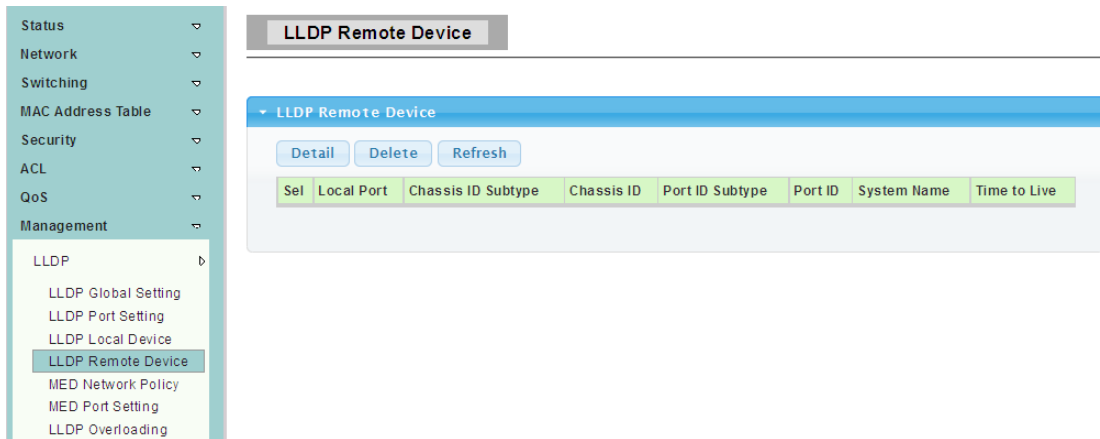 Status
Network
Switching
MAC Address Table
Security
ACL
QoS
Management
LLDP
LLDP Global Setting
LLDP Port Setting
LLDP Local Device
LLDP Remote Device
MED Network Policy
MED Port Setting
LLDP Overloading
LLDP Remote Device
LLDP Remote Device
Detail Delete Refresh
Sel Local Port Chassis ID Subtype Chassis ID Port ID Subtype Port ID System Name Time to Live